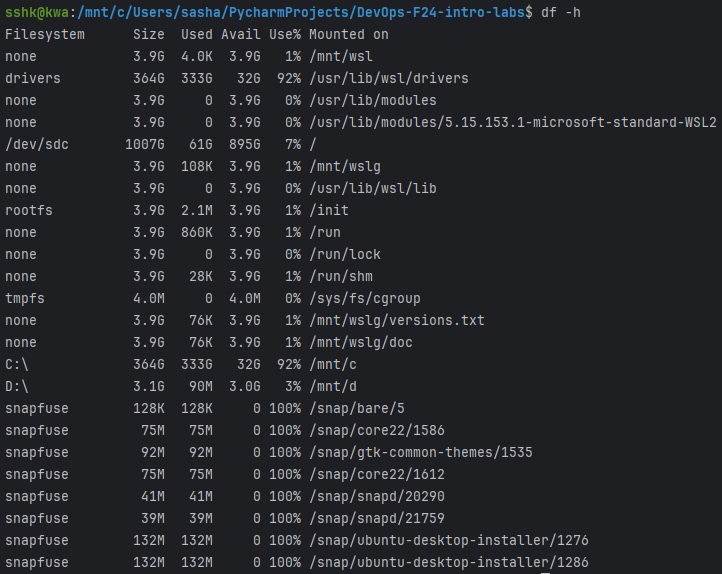 sshk@kwa:/mnt/c/Users/sasha/PycharmProjects/DevOps-F24-intro-labs$ df -h
Filesystem      Size  Used Avail Use% Mounted on
none            3.9G  4.0K  3.9G   1% /mnt/wsl
drivers         364G  333G   32G  92% /usr/lib/wsl/drivers
none            3.9G     0  3.9G   0% /usr/lib/modules
none            3.9G     0  3.9G   0% /usr/lib/modules/5.15.153.1-microsoft-standard-WSL2
/dev/sdc       1007G   61G  895G   7% /
none            3.9G  108K  3.9G   1% /mnt/wslg
none            3.9G     0  3.9G   0% /usr/lib/wsl/lib
rootfs          3.9G  2.1M  3.9G   1% /init
none            3.9G  860K  3.9G   1% /run
none            3.9G     0  3.9G   0% /run/lock
none            3.9G   28K  3.9G   1% /run/shm
tmpfs           4.0M     0  4.0M   0% /sys/fs/cgroup
none            3.9G   76K  3.9G   1% /mnt/wslg/versions.txt
none            3.9G   76K  3.9G   1% /mnt/wslg/doc
C:\             364G  333G   32G  92% /mnt/c
D:\             3.1G   90M  3.0G   3% /mnt/d
snapfuse        128K  128K     0 100% /snap/bare/5
snapfuse         75M   75M     0 100% /snap/core22/1586
snapfuse         92M   92M     0 100% /snap/gtk-common-themes/1535
snapfuse         75M   75M     0 100% /snap/core22/1612
snapfuse         41M   41M     0 100% /snap/snapd/20290
snapfuse         39M   39M     0 100% /snap/snapd/21759
snapfuse        132M  132M     0 100% /snap/ubuntu-desktop-installer/1276
snapfuse        132M  132M     0 100% /snap/ubuntu-desktop-installer/1286